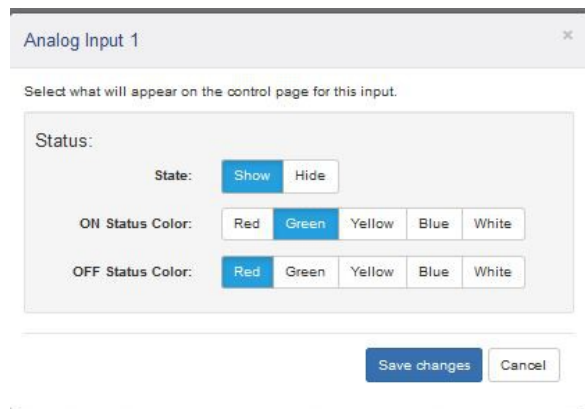 Analog Input 1 ×
Select what will appear on the control page for this input.
Status:
State: Show Hide
ON Status Color: Red Green Yellow Blue White
OFF Status Color: Red Green Yellow Blue White
Save changes Cancel